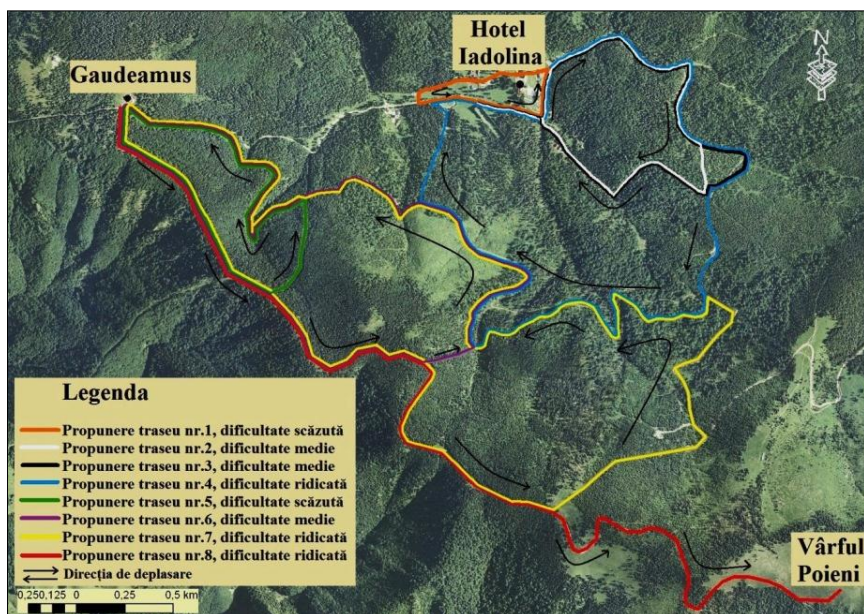 Hotel
Iadolina
N
Gaudeamus
Legenda
Propunere traseu nr.1, dificultate scăzută
Propunere traseu nr.2, dificultate medie
Propunere traseu nr.3, dificultate medie
Propunere traseu nr.4, dificultate ridicată
Propunere traseu nr.5, dificultate scăzută
Propunere traseu nr.6, dificultate medie
Propunere traseu nr.7, dificultate ridicată
Propunere traseu nr.8, dificultate ridicată
Direcția de deplasare
0,250,125 0 0,25 0,5 km
Vârful
Poieni